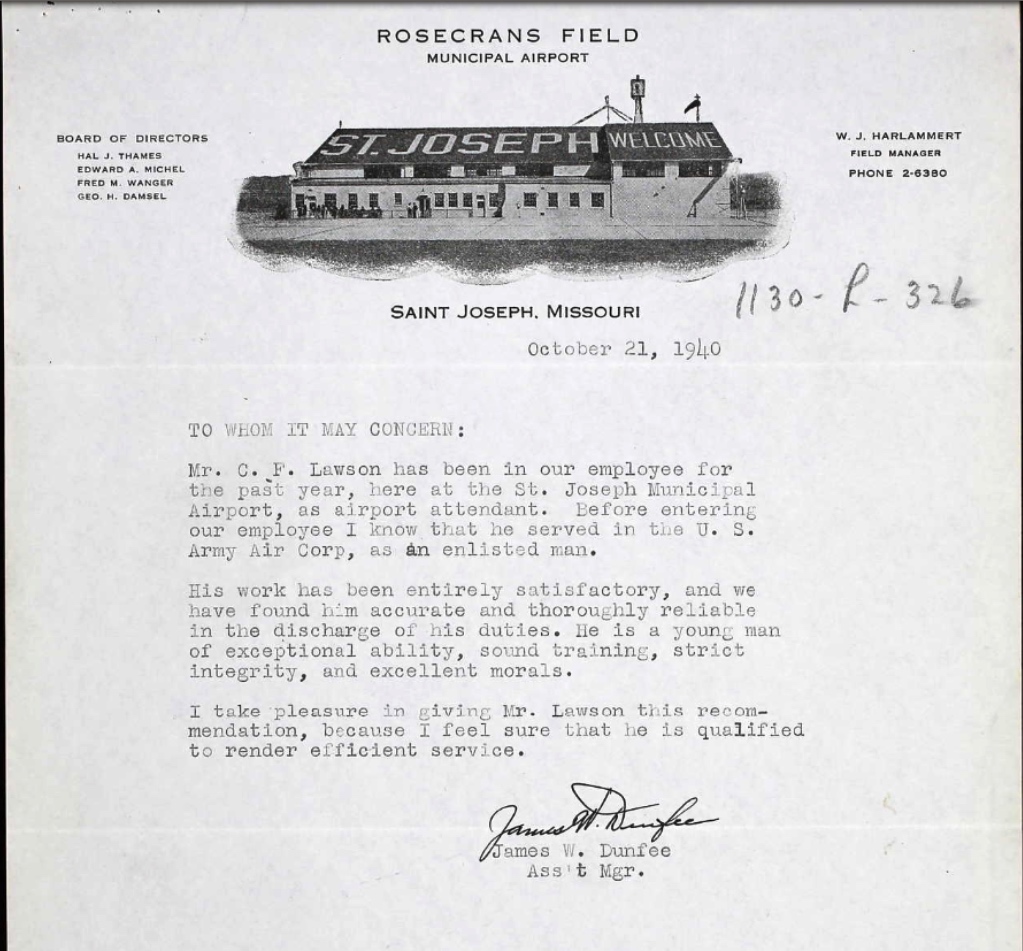 ROSECRANS FIELD
MUNICIPAL AIRPORT
BOARD OF DIRECTORS
HAL J. THAMES
EDWARD A. MICHEL
FRED M. WANGER
GEO. H. DAMSEL
ST. JOSEPH WELCOME
W. J. HARLAMMERT
FIELD MANAGER
PHONE 2-6380
SAINT JOSEPH, MISSOURI
1130-R-326
October 21, 1940
TO WHOM IT MAY CONCERN:
Mr. C. F. Lawson has been in our employee for
the past year, here at the St. Joseph Municipal
Airport, as airport attendant. Before entering
our employee I know that he served in the U. S.
Army Air Corp, as an enlisted man.
His work has been entirely satisfactory, and we
have found him accurate and thoroughly reliable
in the discharge of his duties. He is a young man
of exceptional ability, sound training, strict
integrity, and excellent morals.
I take pleasure in giving Mr. Lawson this recom-
mendation, because I feel sure that he is qualified
to render efficient service.
James W. Dunfee
James W. Dunfee
Ass't Mgr.